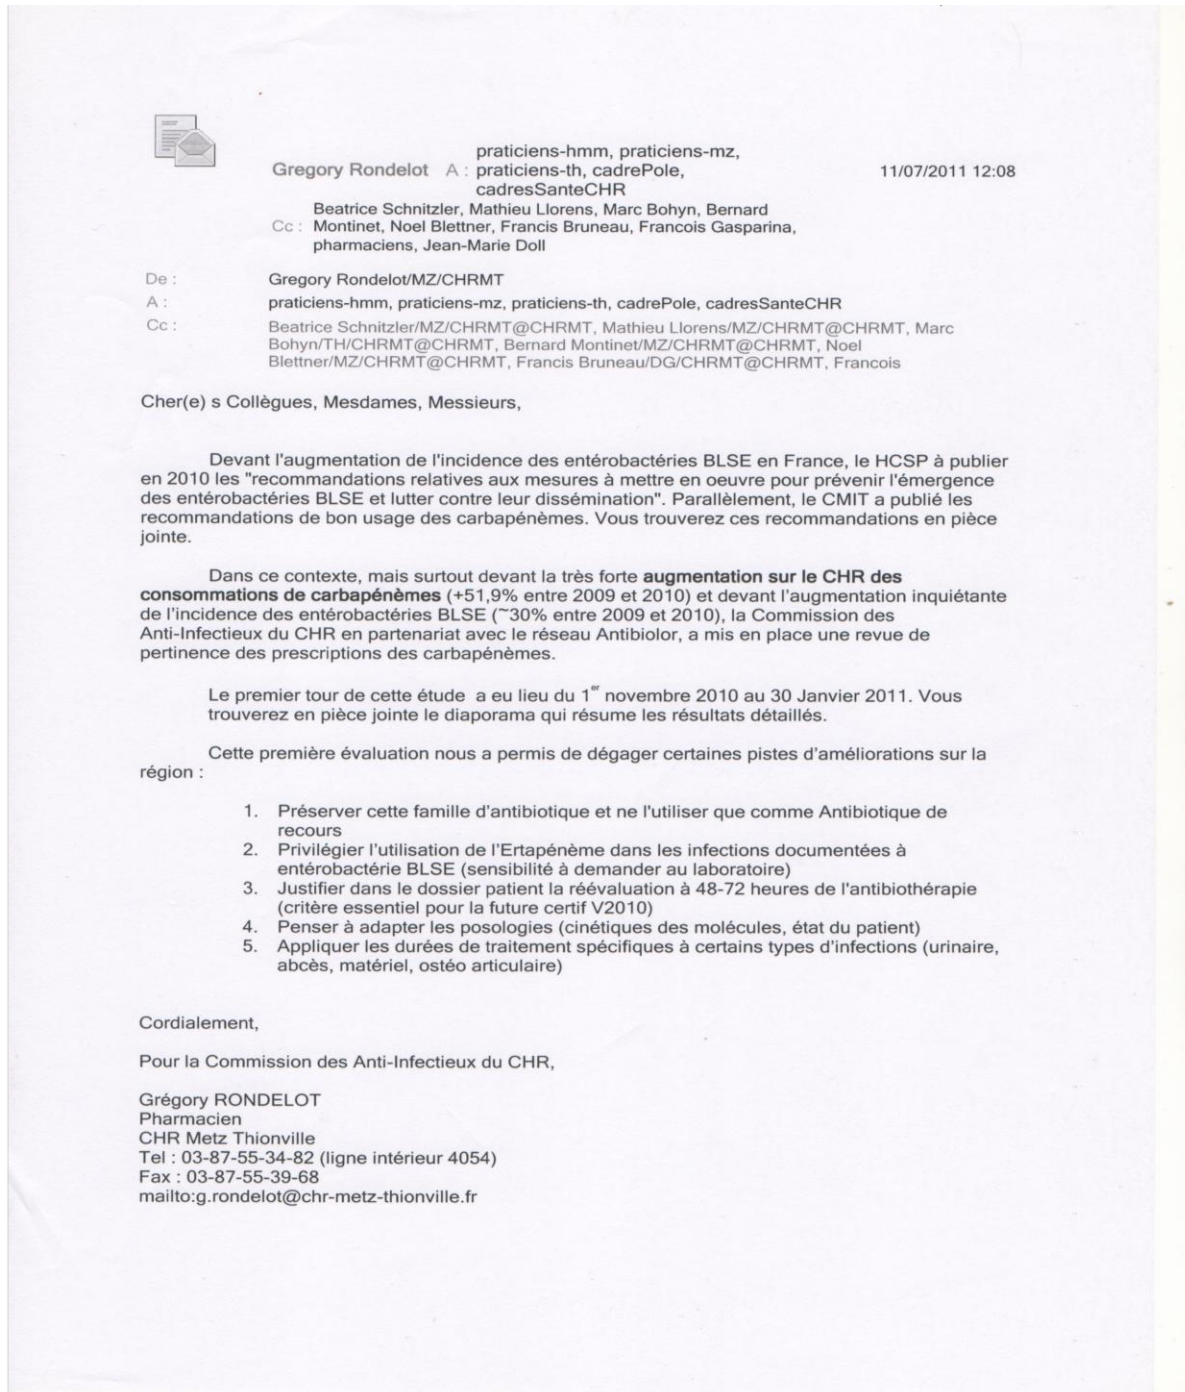 praticiens-hmm, praticiens-mz,
Gregory Rondelot A : praticiens-th, cadrePole, 11/07/2011 12:08
cadresSanteCHR
Beatrice Schnitzler, Mathieu Llorens, Marc Bohyn, Bernard
Cc : Montinet, Noel Blettner, Francis Bruneau, Francois Gasparina,
pharmaciens, Jean-Marie Doll
De : Gregory Rondelot/MZ/CHRMT
A : praticiens-hmm, praticiens-mz, praticiens-th, cadrePole, cadresSanteCHR
Cc : Beatrice Schnitzler/MZ/CHRMT@CHRMT, Mathieu Llorens/MZ/CHRMT@CHRMT, Marc
Bohyn/TH/CHRMT@CHRMT, Bernard Montinet/MZ/CHRMT@CHRMT, Noel
Blettner/MZ/CHRMT@CHRMT, Francis Bruneau/DG/CHRMT@CHRMT, Francois
Cher(e) s Collègues, Mesdames, Messieurs,
Devant l'augmentation de l'incidence des entérobactéries BLSE en France, le HCSP à publier
en 2010 les "recommandations relatives aux mesures à mettre en oeuvre pour prévenir l'émergence
des entérobactéries BLSE et lutter contre leur dissémination". Parallèlement, le CMIT a publié les
recommandations de bon usage des carbapénèmes. Vous trouverez ces recommandations en pièce
jointe.
Dans ce contexte, mais surtout devant la très forte augmentation sur le CHR des
consommations de carbapénèmes (+51,9% entre 2009 et 2010) et devant l'augmentation inquiétante
de l'incidence des entérobactéries BLSE (~30% entre 2009 et 2010), la Commission des
Anti-Infectieux du CHR en partenariat avec le réseau Antibiolor, a mis en place une revue de
pertinence des prescriptions des carbapénèmes.
Le premier tour de cette étude a eu lieu du 1er novembre 2010 au 30 Janvier 2011. Vous
trouverez en pièce jointe le diaporama qui résume les résultats détaillés.
Cette première évaluation nous a permis de dégager certaines pistes d'améliorations sur la
région :
1. Préserver cette famille d'antibiotique et ne l'utiliser que comme Antibiotique de
recours
2. Privilégier l'utilisation de l'Ertapénème dans les infections documentées à
entérobactérie BLSE (sensibilité à demander au laboratoire)
3. Justifier dans le dossier patient la réévaluation à 48-72 heures de l'antibiothérapie
(critère essentiel pour la future certif V2010)
4. Penser à adapter les posologies (cinétiques des molécules, état du patient)
5. Appliquer les durées de traitement spécifiques à certains types d'infections (urinaire,
abcès, matériel, ostéo articulaire)
Cordialement,
Pour la Commission des Anti-Infectieux du CHR,
Grégory RONDELOT
Pharmacien
CHR Metz Thionville
Tel : 03-87-55-34-82 (ligne intérieur 4054)
Fax : 03-87-55-39-68
mailto:g.rondelot@chr-metz-thionville.fr